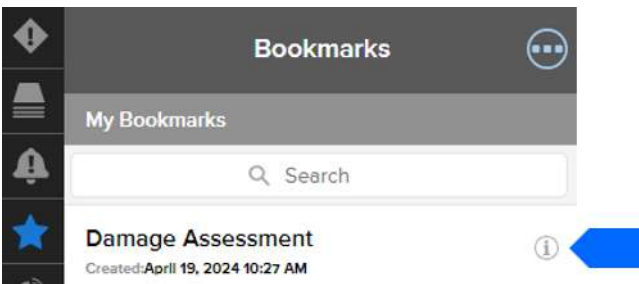 Bookmarks
My Bookmarks
Search
Damage Assessment
Created:April 19, 2024 10:27 AM